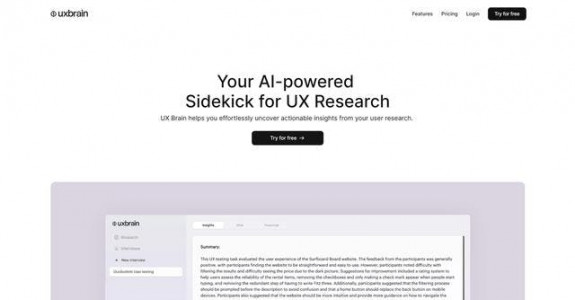 uxbrain
Features
Pricing
Login
Try for free
Your AI-powered
Sidekick for UX Research
UX Brain helps you effortlessly uncover actionable insights from your user research.
Try for free →
uxbrain
Research
Interviews
+ New interview
Insights
Summary
This UX testing task evaluated the user experience of the Surfboard Board website. The feedback from the participants was generally
positive, with participants finding the website to be straightforward and easy to use. However, participants noted difficulty with
filtering the results and difficulty seeing the price due to the dark picture. Suggestions for improvement included a rating system to
help users assess the reliability of the rental items, removing the checkboxes and only making a check mark appear when people start
typing, and removing the redundant step of having to write fritz three. Additionally, participants suggested that the filtering process
should be prompted before the description to avoid confusion and that a home button should replace the back button on mobile
devices. Participants also suggested that the website should be more intuitive and provide more guidance on how to navigate the